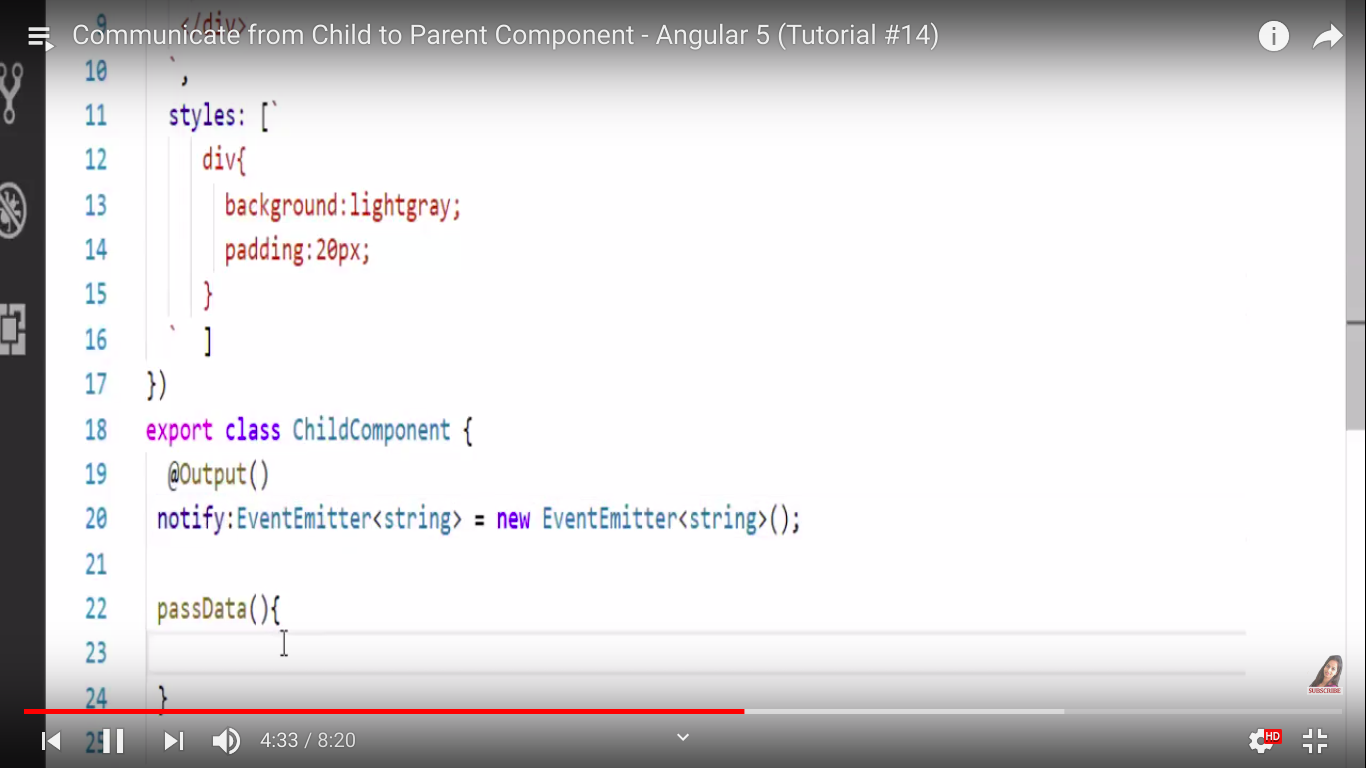 9 </div>
Communicate from Child to Parent Component - Angular 5 (Tutorial #14)
10 `,
11 styles: [`
12 div{
13 background:lightgray;
14 padding:20px;
15 }
16 ` ]
17 })
18 export class ChildComponent {
19 @Output()
20 notify:EventEmitter<string> = new EventEmitter<string>();
21
22 passData(){
23
24 }
25
SUBSCRIBE
4:33 / 8:20
HD